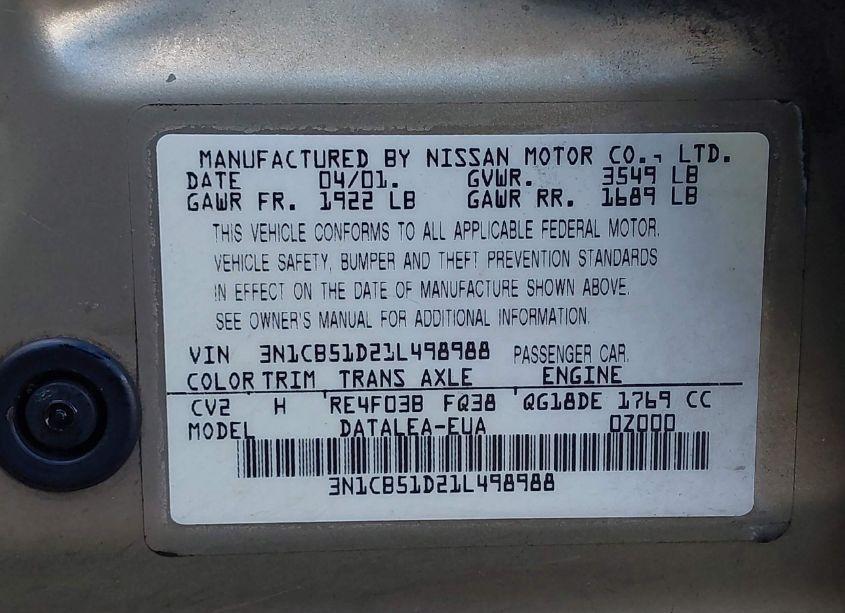 MANUFACTURED BY NISSAN MOTOR CO., LTD.
DATE 04/01. GVWR. 3549 LB
GAWR FR. 1922 LB GAWR RR. 1689 LB
THIS VEHICLE CONFORMS TO ALL APPLICABLE FEDERAL MOTOR.
VEHICLE SAFETY, BUMPER AND THEFT PREVENTION STANDARDS
IN EFFECT ON THE DATE OF MANUFACTURE SHOWN ABOVE.
SEE OWNER'S MANUAL FOR ADDITIONAL INFORMATION.
VIN 3N1CB51D21L498988 PASSENGER CAR.
COLOR TRIM TRANS AXLE ENGINE
CV2 H RE4F03B FQ38 QG18DE 1769 CC
MODEL DATALEA-EUA 0Z000
3N1CB51D21L498988